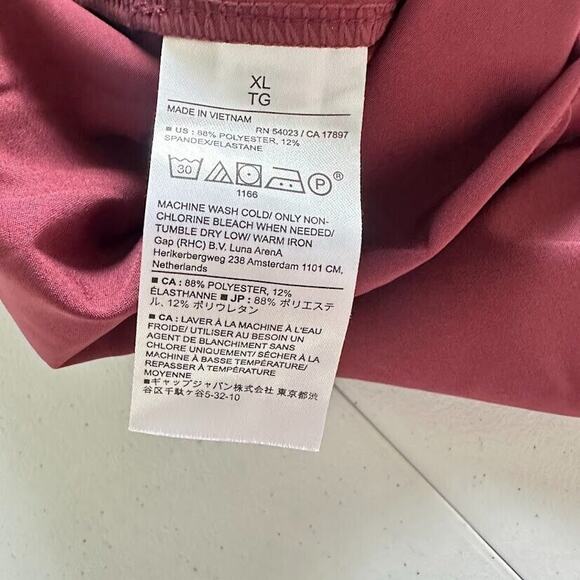 XL
TG
MADE IN VIETNAM
RN 54023 / CA 17897
■ US : 88% POLYESTER, 12%
SPANDEX/ELASTANE
30 P ®
1166
MACHINE WASH COLD/ ONLY NON-
CHLORINE BLEACH WHEN NEEDED/
TUMBLE DRY LOW/ WARM IRON
Gap (RHC) B.V. Luna ArenA
Herikerbergweg 238 Amsterdam 1101 CM,
Netherlands
■ CA : 88% POLYESTER, 12%
ÉLASTHANNE ■ JP : 88% ポリエステ
ル, 12% ポリウレタン
■ CA : LAVER À LA MACHINE À L'EAU
FROIDE/ UTILISER AU BESOIN UN
AGENT DE BLANCHIMENT SANS
CHLORE UNIQUEMENT/ SÉCHER À LA
MACHINE À BASSE TEMPÉRATURE/
REPASSER À TEMPÉRATURE
MOYENNE
■ギャップジャパン株式会社 東京都渋
谷区千駄ヶ谷5-32-10